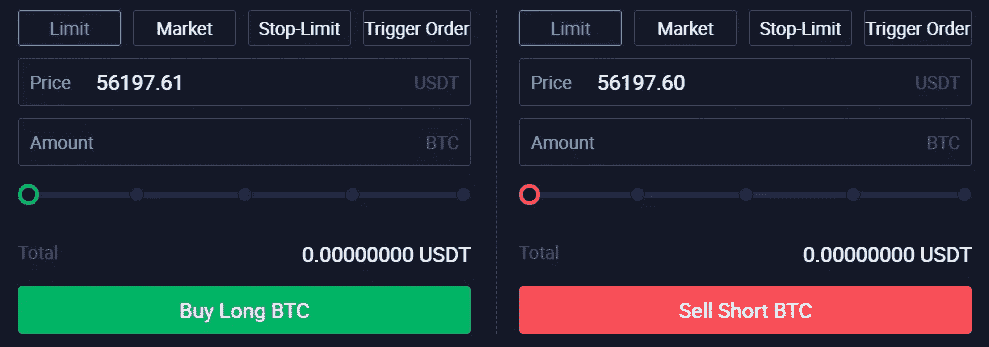 Limit Market Stop-Limit Trigger Order
Price 56197.61 USDT
Amount BTC
Total 0.00000000 USDT
Buy Long BTC
Limit Market Stop-Limit Trigger Order
Price 56197.60 USDT
Amount BTC
Total 0.00000000 USDT
Sell Short BTC